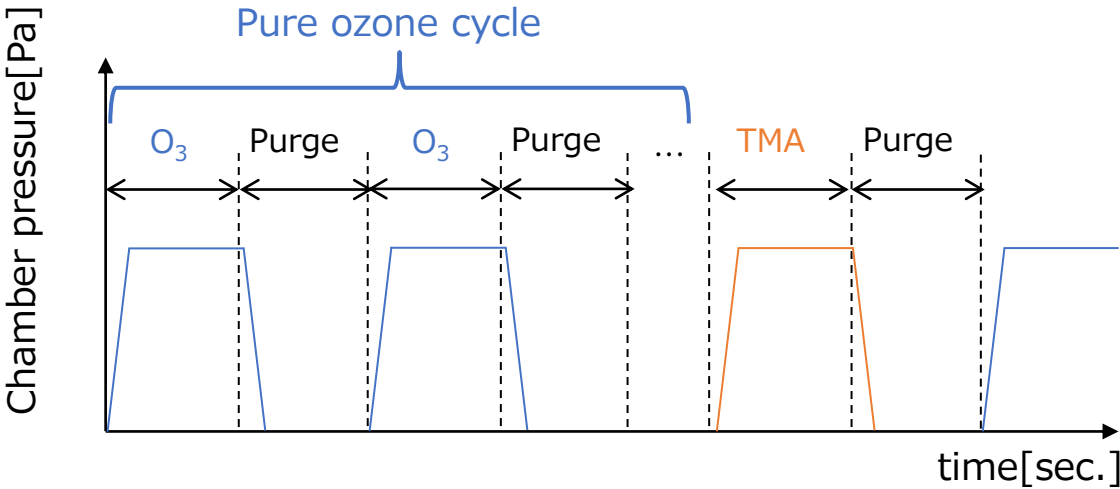 Pure ozone cycle
Chamber pressure[Pa]
O₃
Purge
O₃
Purge
...
TMA
Purge
time[sec.]